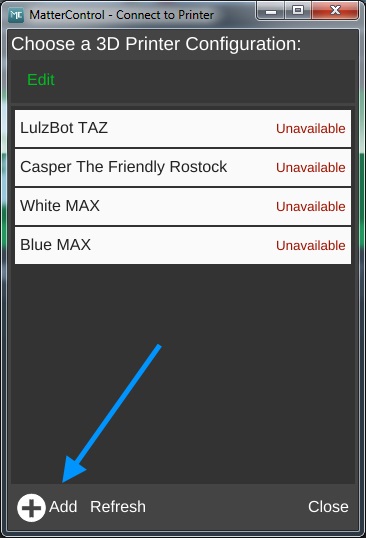 MatterControl - Connect to Printer
Choose a 3D Printer Configuration:
Edit
LulzBot TAZ Unavailable
Casper The Friendly Rostock Unavailable
White MAX Unavailable
Blue MAX Unavailable
Add Refresh Close